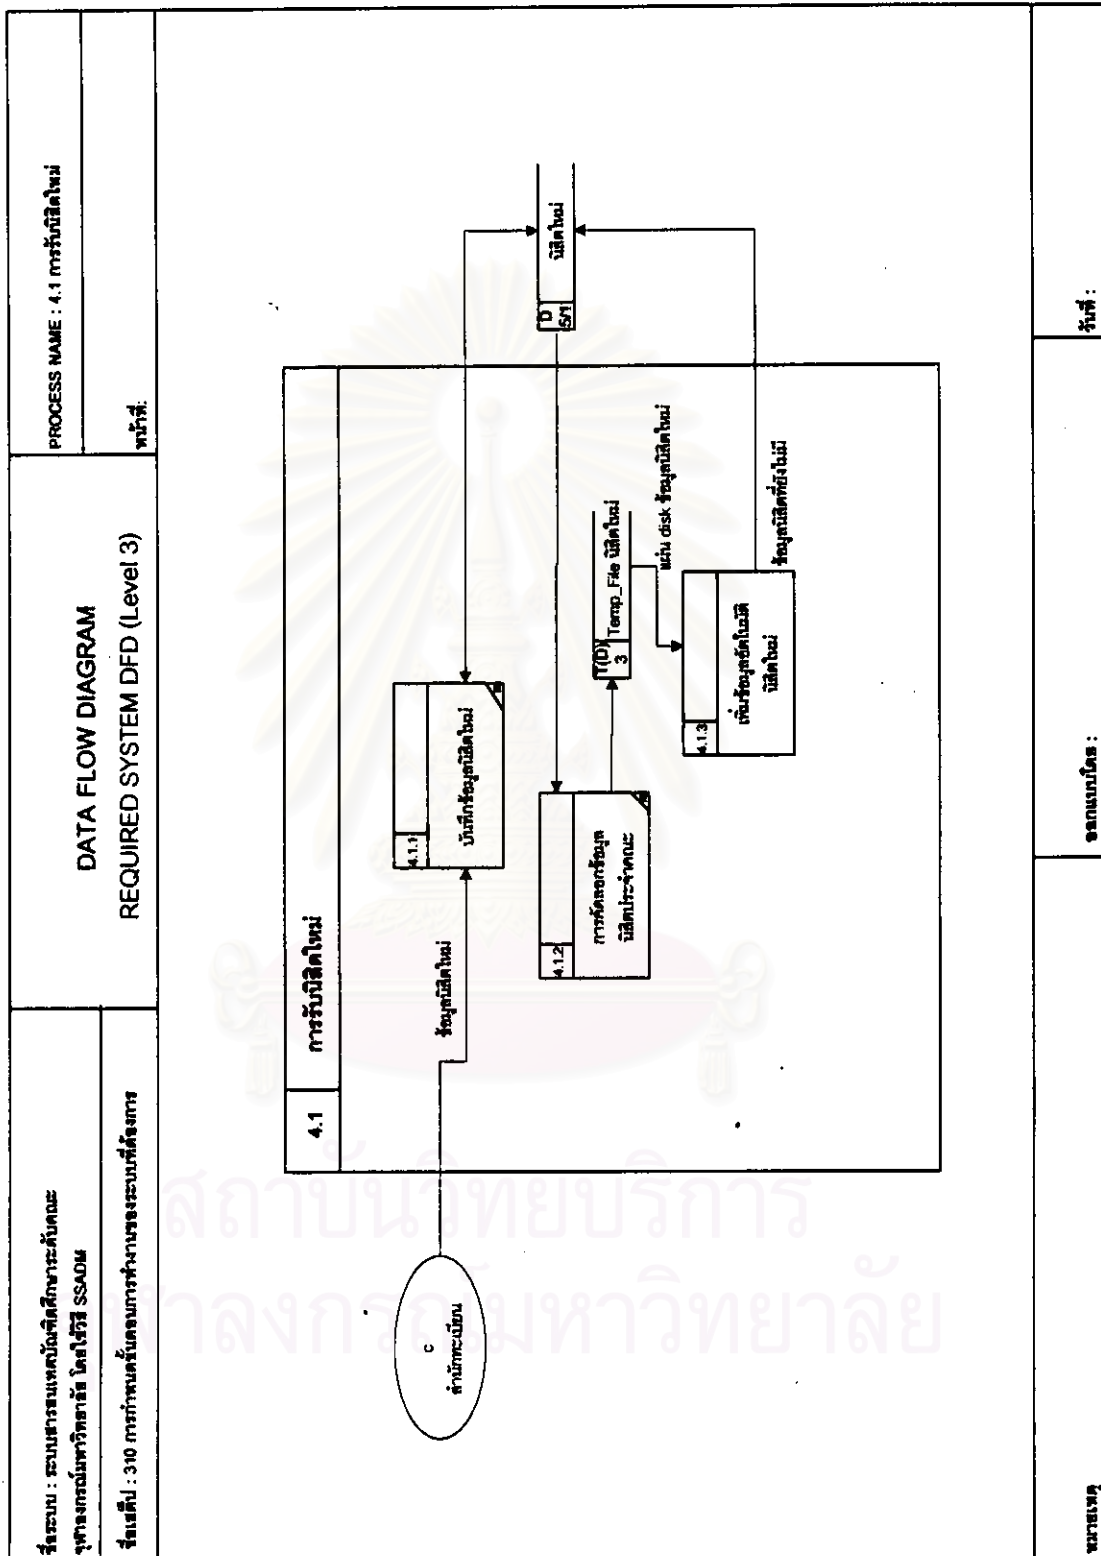 ชื่อระบบ : ระบบสารสนเทศบัณฑิตศึกษาระดับคณะ
จุฬาลงกรณ์มหาวิทยาลัย โดยใช้วิธี SSADM
ชื่อสเต็ป : 310 การกำหนดขั้นตอนการทำงานของระบบที่ต้องการ
DATA FLOW DIAGRAM
REQUIRED SYSTEM DFD (Level 3)
PROCESS NAME : 4.1 การรับนิสิตใหม่
หน้าที่:
4.1
การรับนิสิตใหม่
C
สำนักทะเบียน
ข้อมูลนิสิตใหม่
4.1.1
บันทึกข้อมูลนิสิตใหม่
D
5/1
นิสิตใหม่
4.1.2
การคัดลอกข้อมูล
นิสิตประจำคณะ
T(D)
3
Temp_File นิสิตใหม่
แผ่น disk ข้อมูลนิสิตใหม่
4.1.3
เพิ่มข้อมูลอัตโนมัติ
นิสิตใหม่
ข้อมูลนิสิตที่ยังไม่มี
สถาบันวิทยบริการ
จุฬาลงกรณ์มหาวิทยาลัย
หมายเหตุ
ออกแบบโดย :
วันที่ :